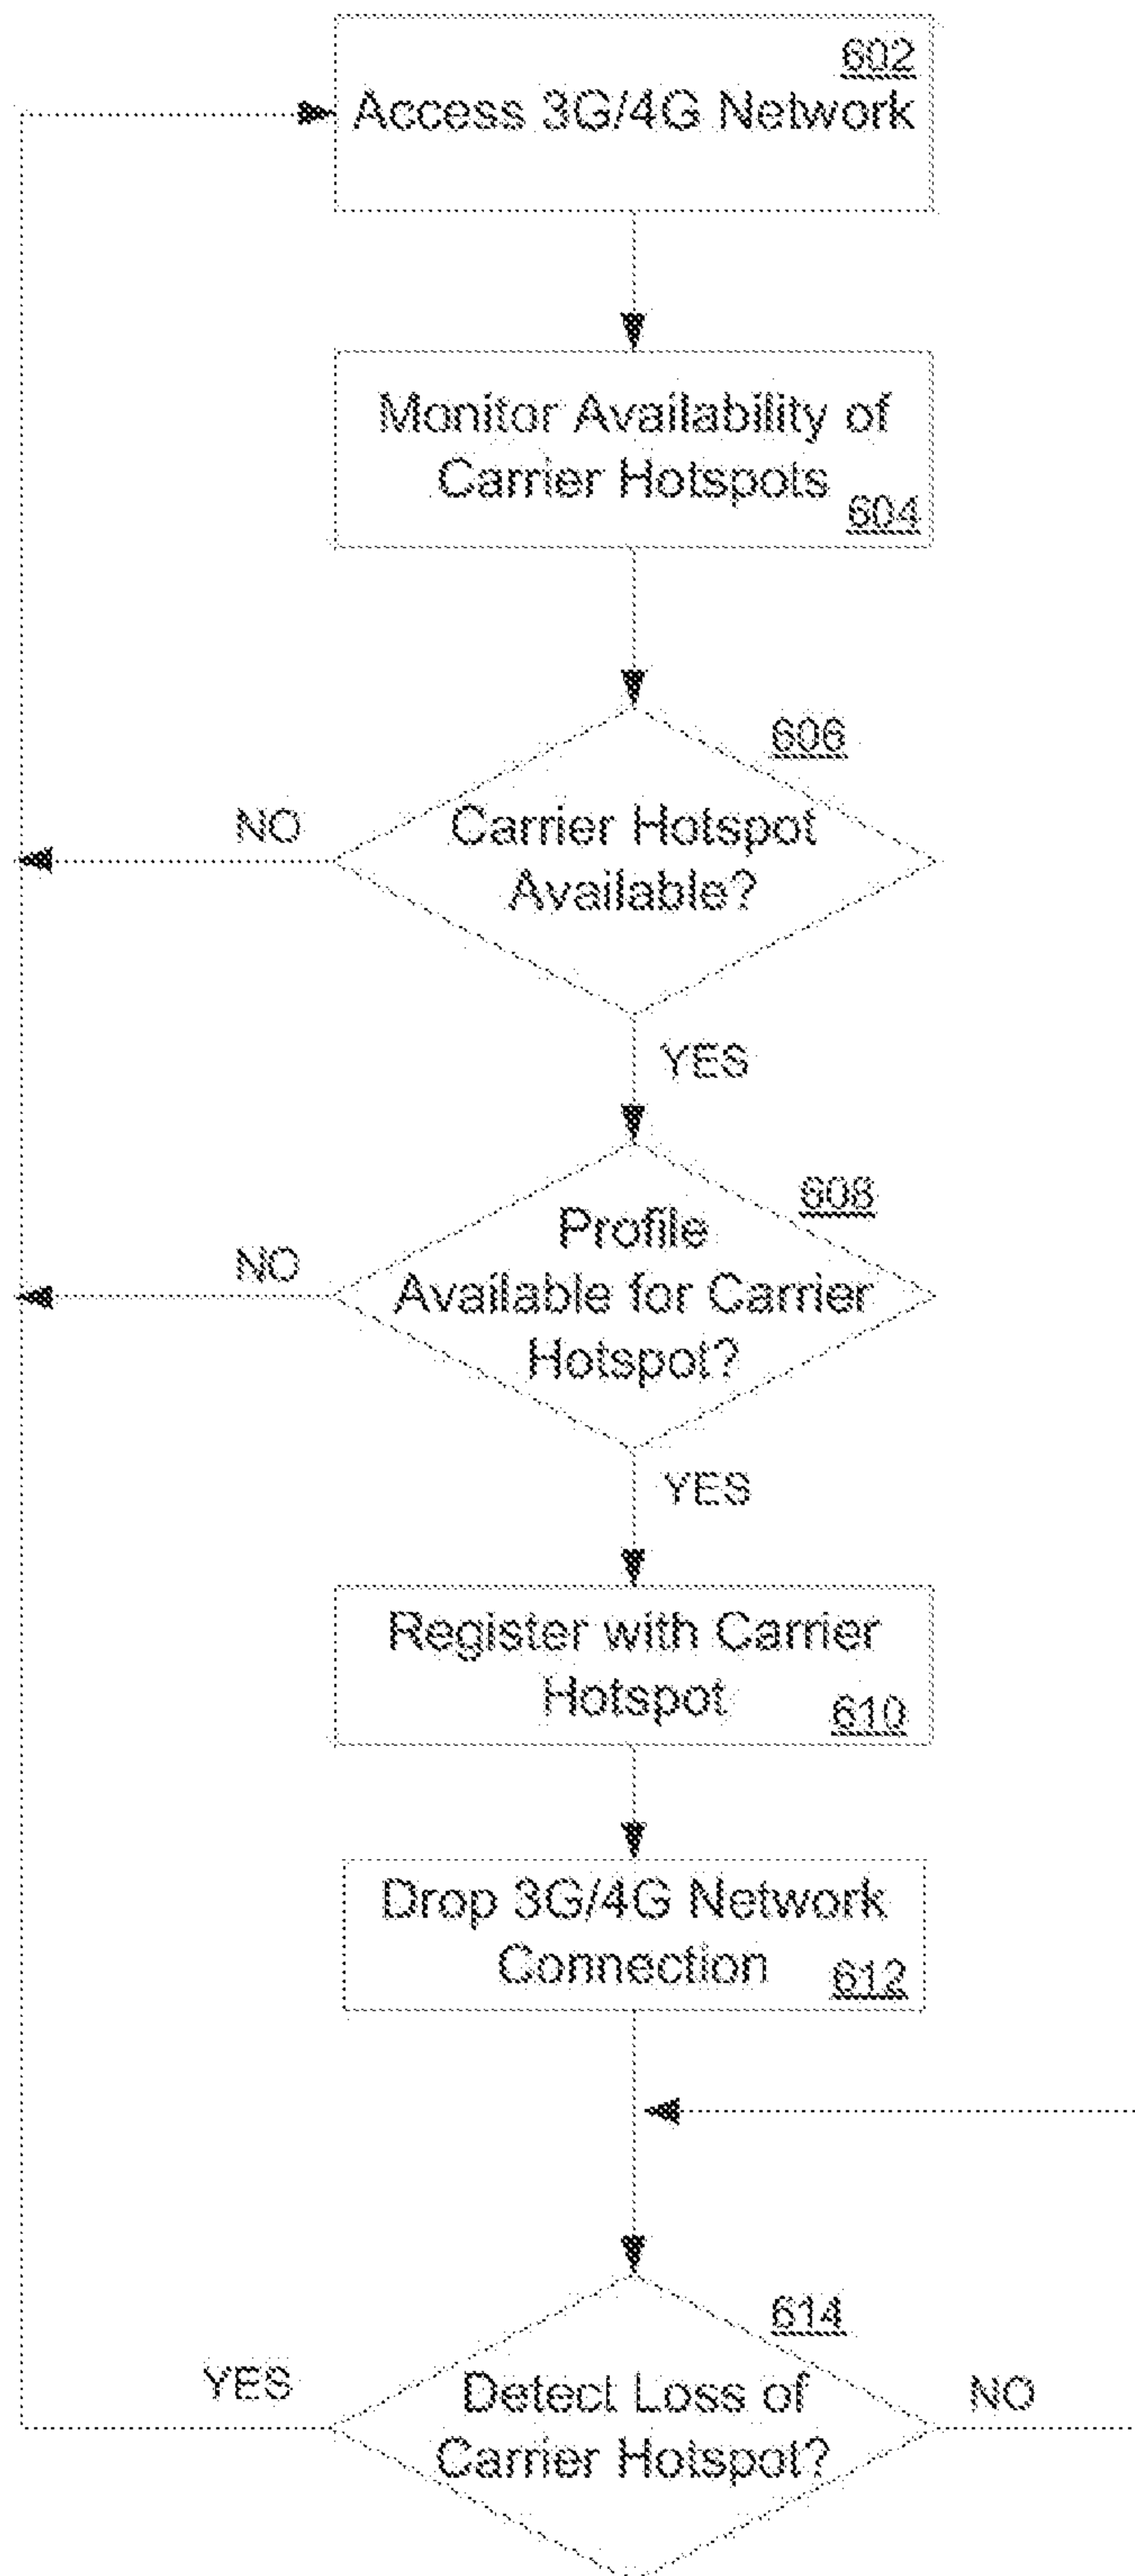 602
Access 3G/4G Network
Monitor Availability of
Carrier Hotspots
604
606
NO
Carrier Hotspot
Available?
YES
608
NO
Profile
Available for Carrier
Hotspot?
YES
Register with Carrier
Hotspot
610
Drop 3G/4G Network
Connection
612
614
YES
Detect Loss of
Carrier Hotspot?
NO